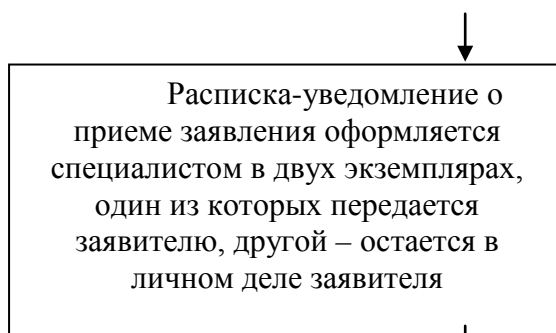 Расписка-уведомление о
приеме заявления оформляется
специалистом в двух экземплярах,
один из которых передается
заявителю, другой – остается в
личном деле заявителя